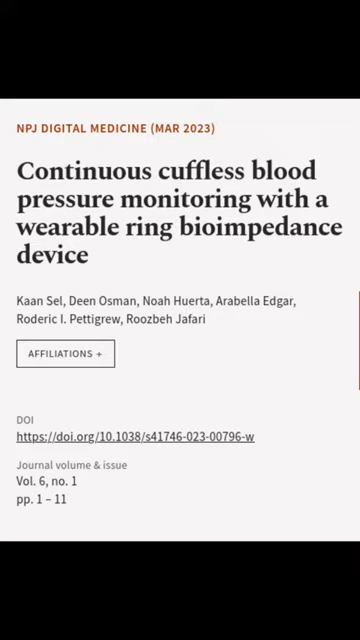 NPJ DIGITAL MEDICINE (MAR 2023)
Continuous cuffless blood
pressure monitoring with a
wearable ring bioimpedance
device
Kaan Sel, Deen Osman, Noah Huerta, Arabella Edgar,
Roderic I. Pettigrew, Roozbeh Jafari
AFFILIATIONS +
DOI
https://doi.org/10.1038/s41746-023-00796-w
Journal volume & issue
Vol. 6, no. 1
pp. 1 – 11